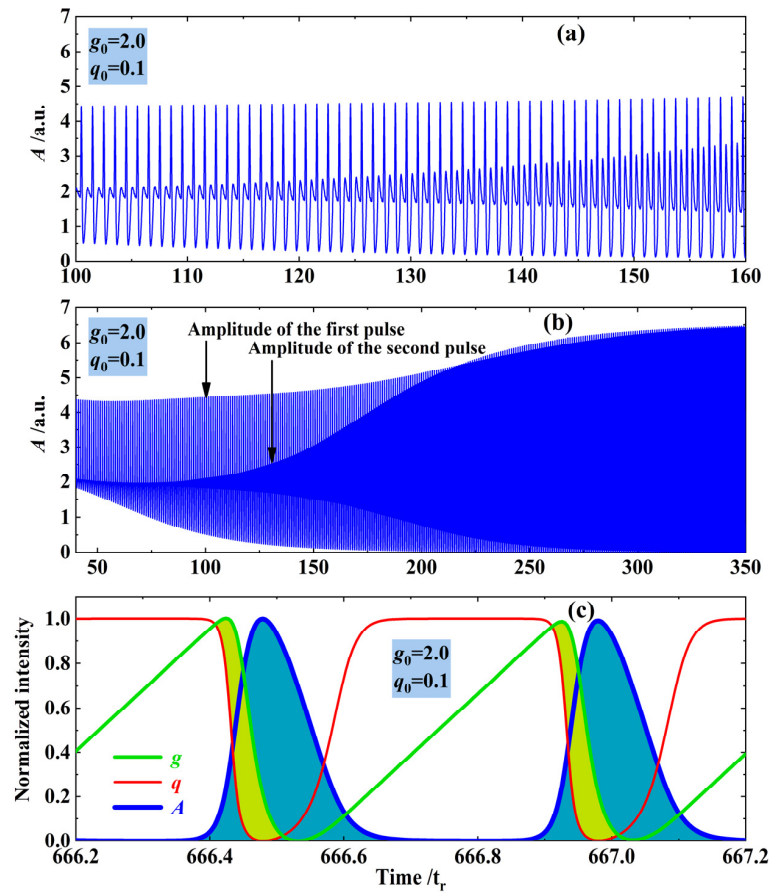 (a)
g0=2.0
q0=0.1
A /a.u.
7
6
5
4
3
2
1
0
100 110 120 130 140 150 160
(b)
g0=2.0
q0=0.1
Amplitude of the first pulse
Amplitude of the second pulse
A /a.u.
7
6
5
4
3
2
1
0
50 100 150 200 250 300 350
(c)
g0=2.0
q0=0.1
g
q
A
Normalized intensity
1.0
0.8
0.6
0.4
0.2
0.0
666.2 666.4 666.6 666.8 667.0 667.2
Time /tr